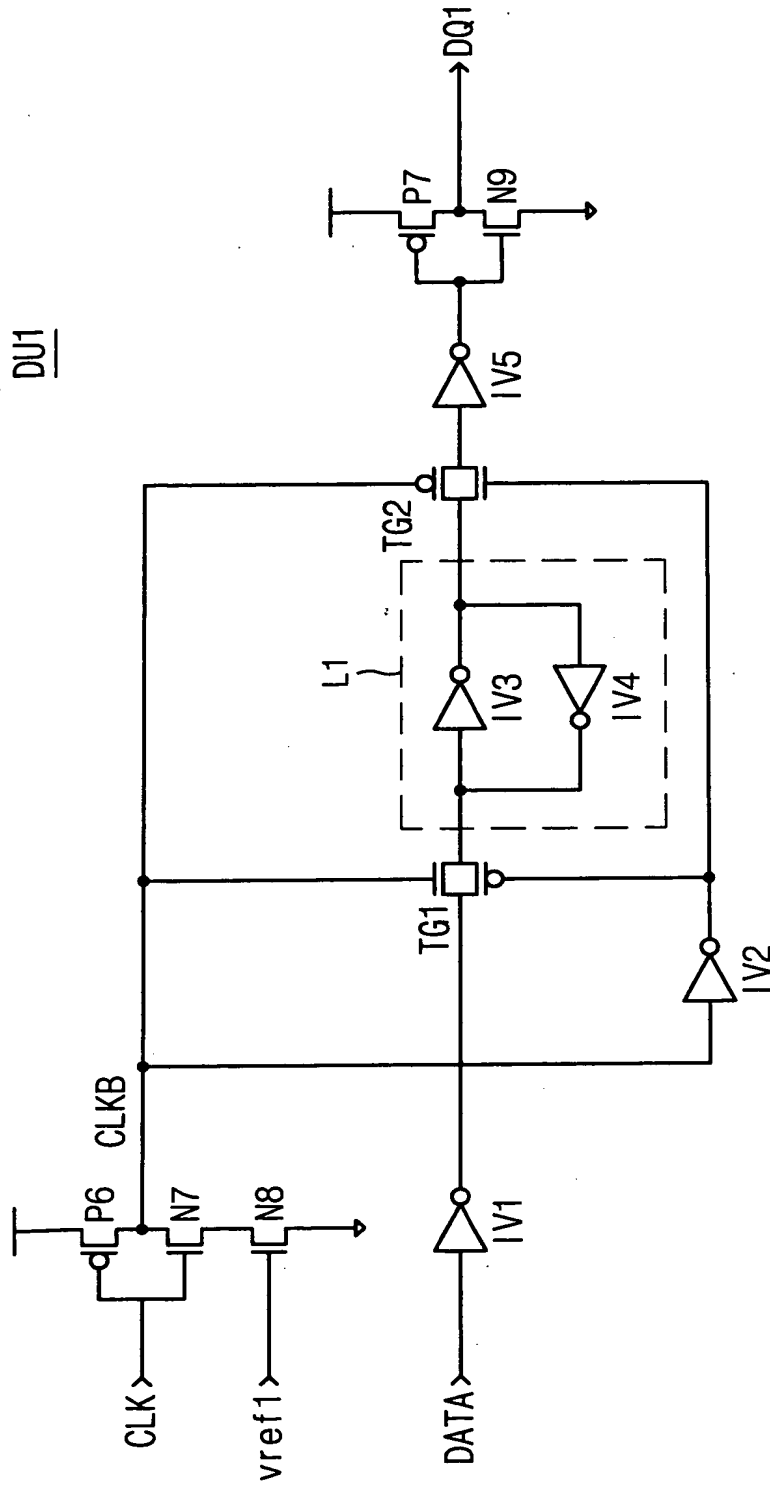 DU1
CLK
vref1
DATA
P6
N7
N8
CLKB
IV1
IV2
TG1
L1
IV3
IV4
TG2
IV5
P7
N9
DQ1